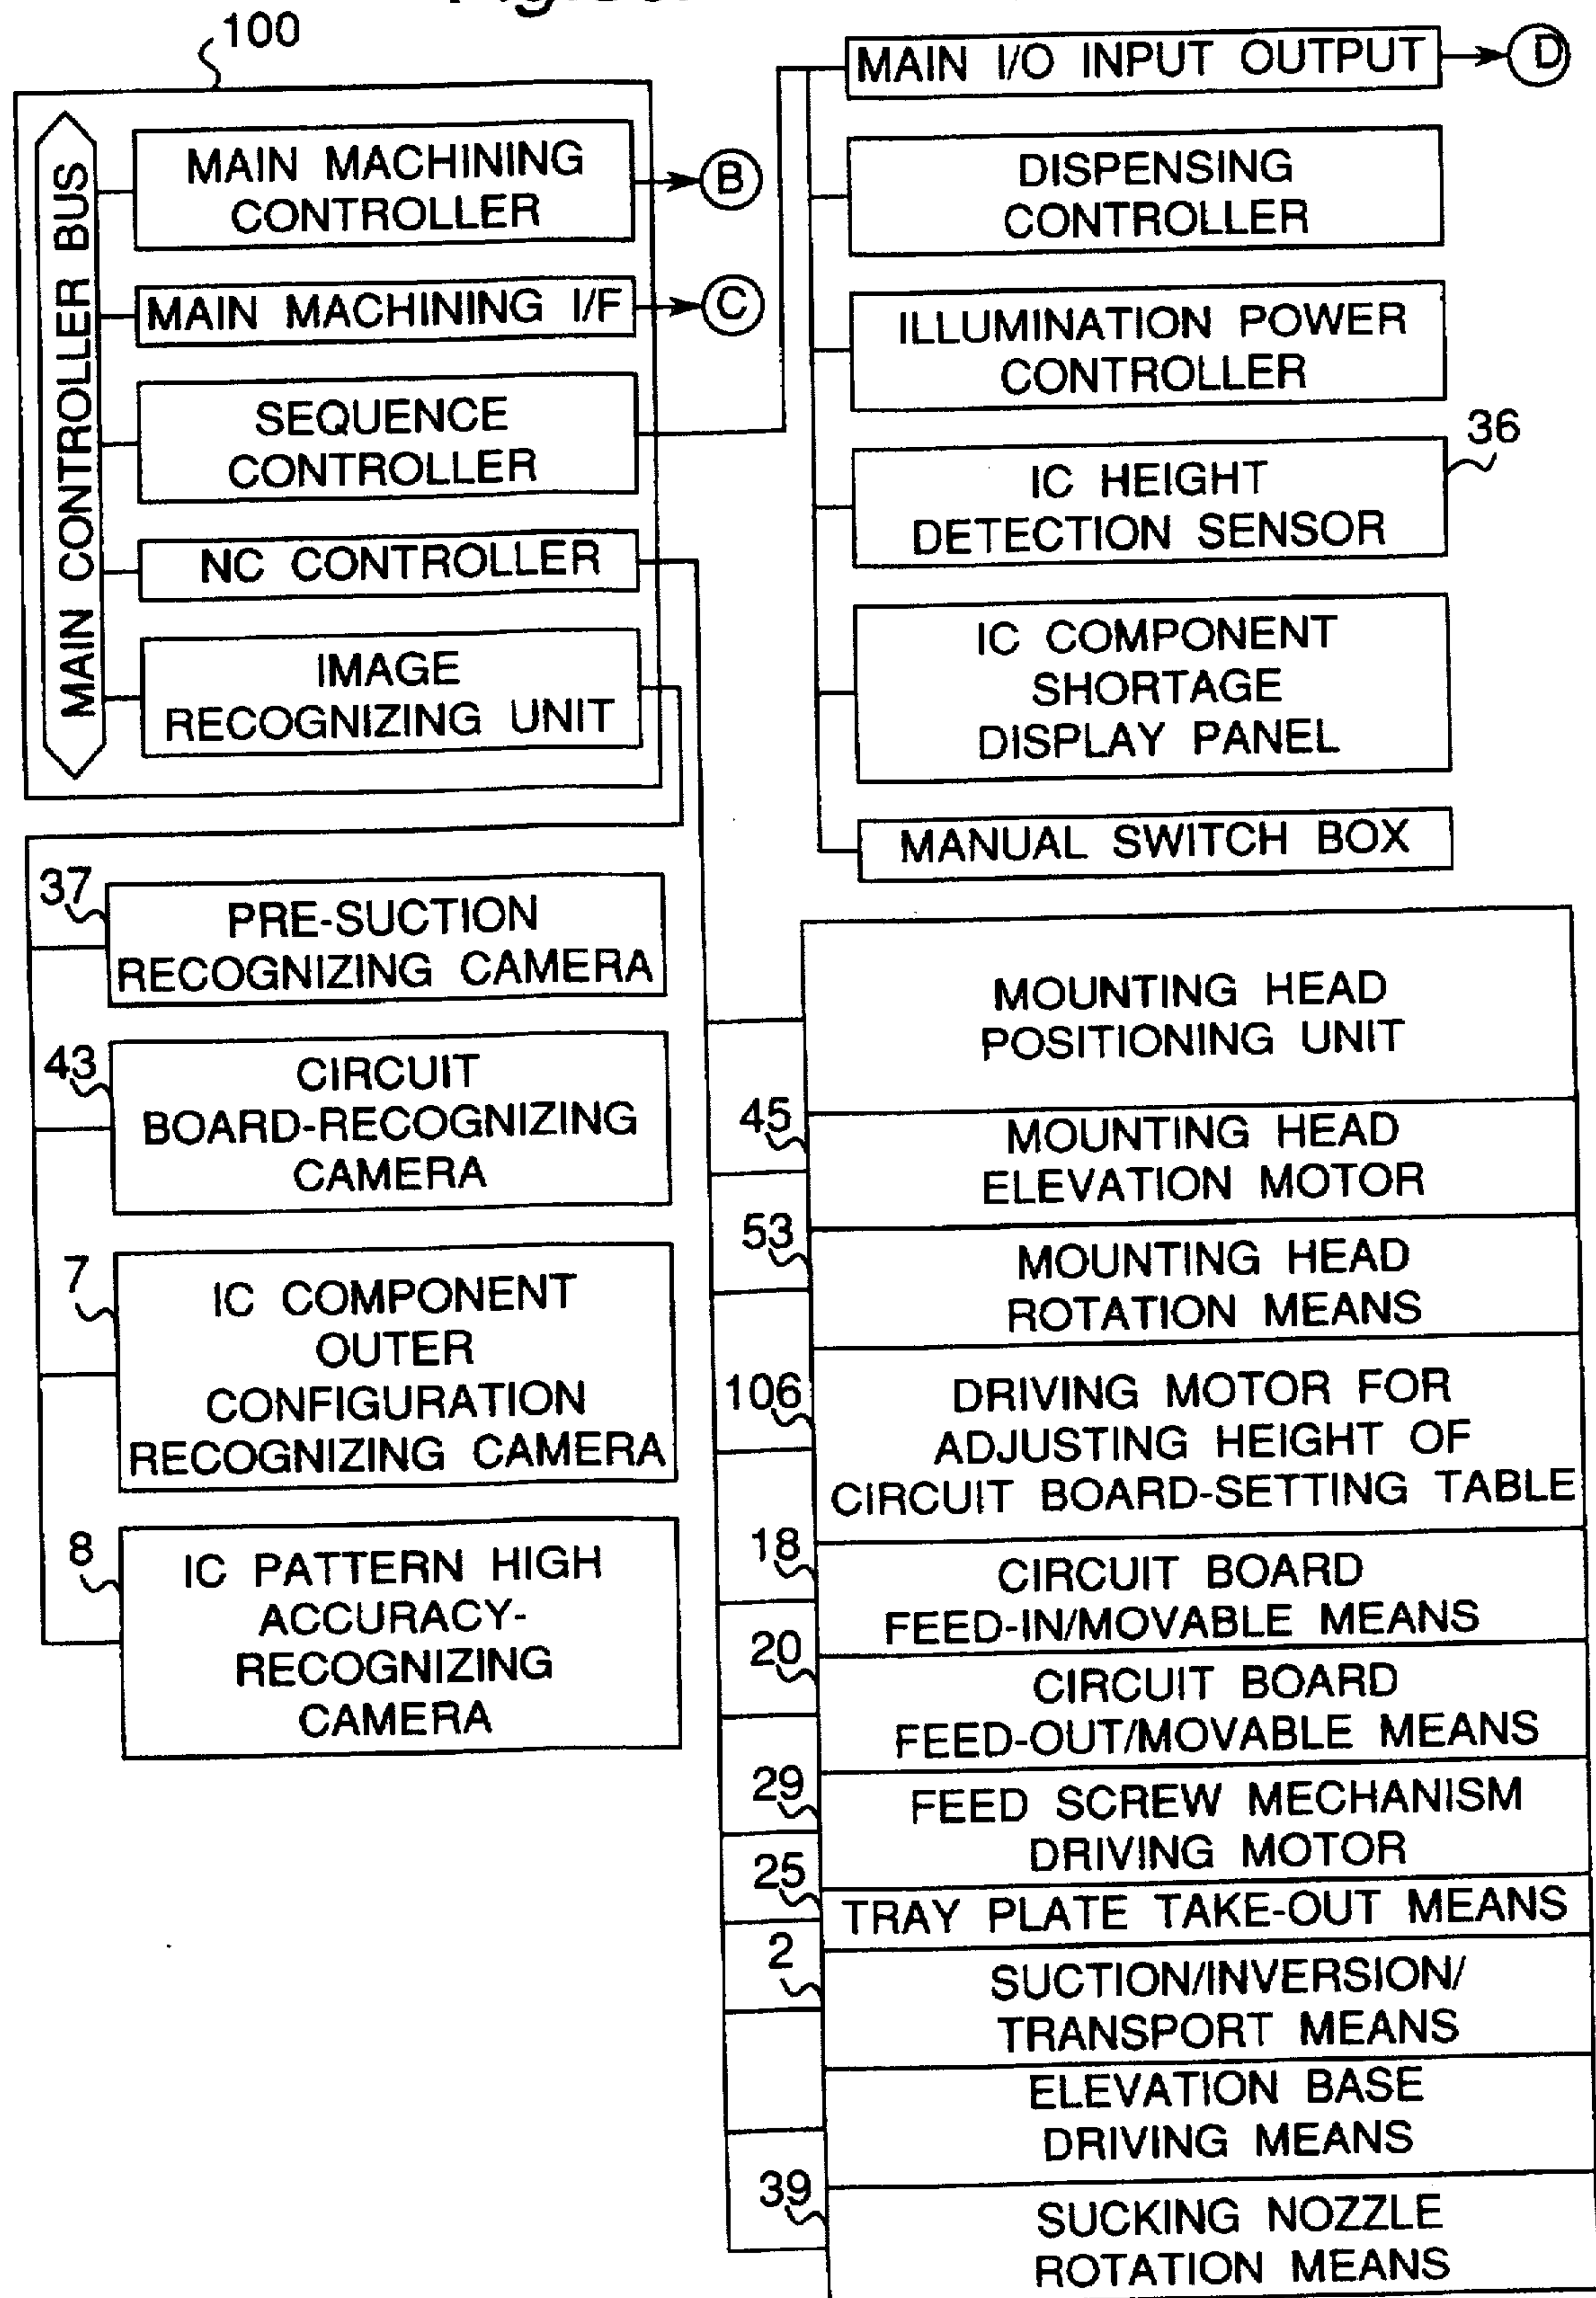 100
MAIN CONTROLLER BUS
MAIN MACHINING
CONTROLLER
B
MAIN MACHINING I/F
C
SEQUENCE
CONTROLLER
NC CONTROLLER
IMAGE
RECOGNIZING UNIT
MAIN I/O INPUT OUTPUT
D
DISPENSING
CONTROLLER
ILLUMINATION POWER
CONTROLLER
36
IC HEIGHT
DETECTION SENSOR
IC COMPONENT
SHORTAGE
DISPLAY PANEL
MANUAL SWITCH BOX
37
PRE-SUCTION
RECOGNIZING CAMERA
43
CIRCUIT
BOARD-RECOGNIZING
CAMERA
7
IC COMPONENT
OUTER
CONFIGURATION
RECOGNIZING CAMERA
8
IC PATTERN HIGH
ACCURACY-
RECOGNIZING
CAMERA
MOUNTING HEAD
POSITIONING UNIT
45
MOUNTING HEAD
ELEVATION MOTOR
53
MOUNTING HEAD
ROTATION MEANS
106
DRIVING MOTOR FOR
ADJUSTING HEIGHT OF
CIRCUIT BOARD-SETTING TABLE
18
CIRCUIT BOARD
FEED-IN/MOVABLE MEANS
20
CIRCUIT BOARD
FEED-OUT/MOVABLE MEANS
29
FEED SCREW MECHANISM
DRIVING MOTOR
25
TRAY PLATE TAKE-OUT MEANS
2
SUCTION/INVERSION/
TRANSPORT MEANS
ELEVATION BASE
DRIVING MEANS
39
SUCKING NOZZLE
ROTATION MEANS